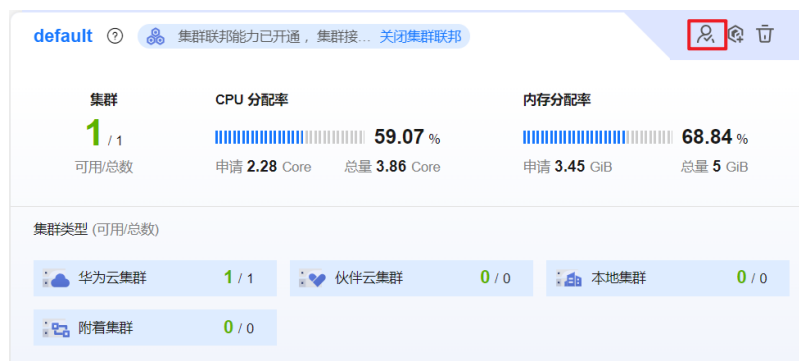 default ? 集群联邦能力已开通，集群接... 关闭集群联邦
集群 CPU 分配率 内存分配率
1 / 1 59.07 % 68.84 %
可用/总数 申请 2.28 Core 总量 3.86 Core 申请 3.45 GiB 总量 5 GiB
集群类型 (可用/总数)
华为云集群 1 / 1 伙伴云集群 0 / 0 本地集群 0 / 0
附着集群 0 / 0